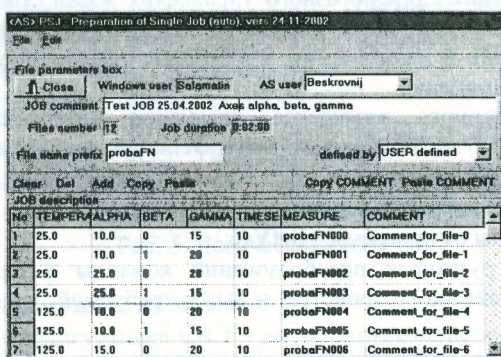 <AS> PSJ - Preparation of Single Job (auto), vers 24-11-2002
File Edit
File parameters box
Close Windows user Salamatin AS user Beskrovnij
JOB comment Test JOB 25.04.2002 Axes alpha, beta, gamma
Files number 12 Job duration 0:02:00
File name prefix probaFN defined by USER defined
Clear Del Add Copy Paste Copy COMMENT Paste COMMENT
JOB description
No TEMPERA ALPHA BETA GAMMA TIMESE MEASURE COMMENT
1 25.0 10.0 0 15 10 probaFN000 Comment_for_file-0
2 25.0 10.0 1 20 10 probaFN001 Comment_for_file-1
3 25.0 25.0 0 20 10 probaFN002 Comment_for_file-2
4 25.0 25.0 1 15 10 probaFN003 Comment_for_file-3
5 125.0 10.0 0 20 10 probaFN004 Comment_for_file-4
6 125.0 10.0 1 15 10 probaFN005 Comment_for_file-5
7 125.0 15.0 0 20 10 probaFN006 Comment_for_file-6